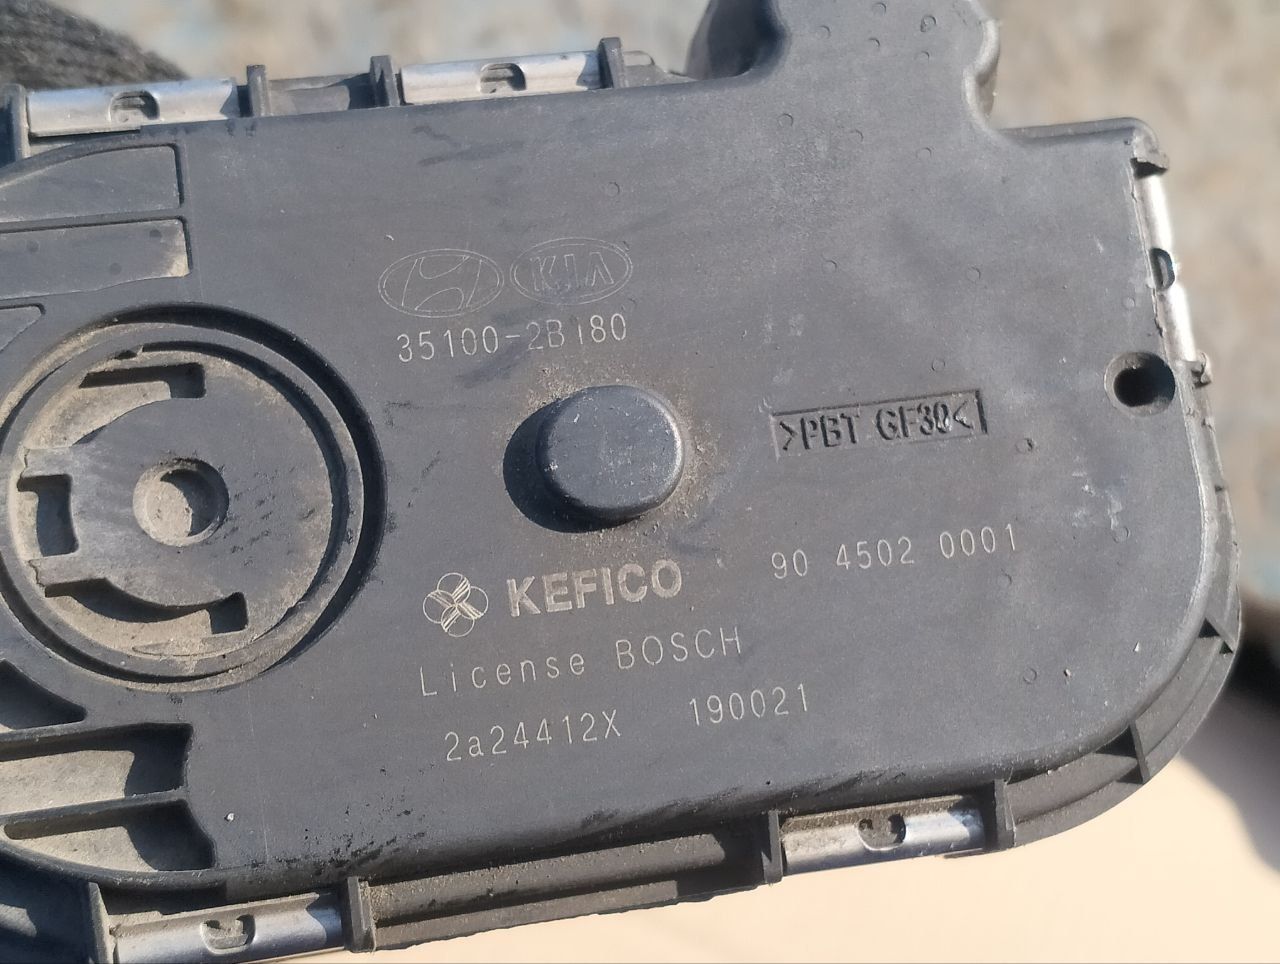 KIA
35100-2B180
>PBT GF30<
KEFICO
90 4502 0001
License BOSCH
2a24412X 190021